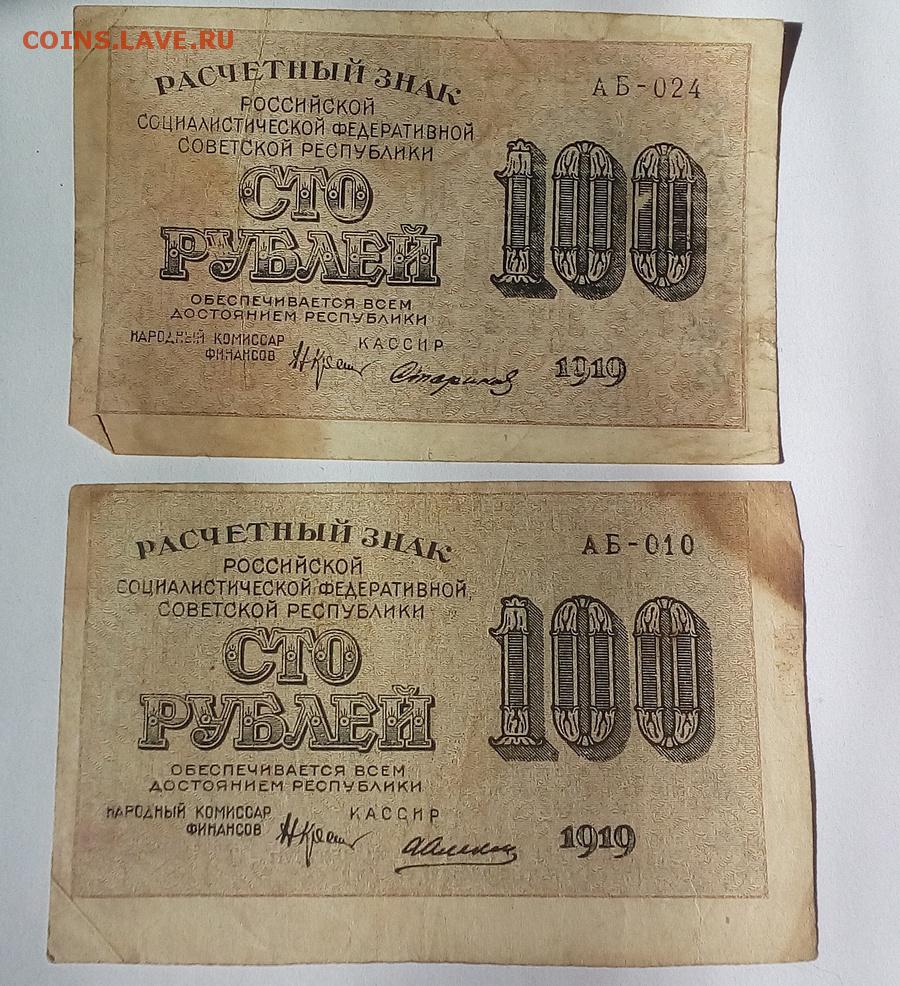 COINS.LAVE.RU
РАСЧЕТНЫЙ ЗНАК
АБ-024
РОССИЙСКОЙ
СОЦИАЛИСТИЧЕСКОЙ ФЕДЕРАТИВНОЙ
СОВЕТСКОЙ РЕСПУБЛИКИ
СТО
РУБЛЕЙ
100
ОБЕСПЕЧИВАЕТСЯ ВСЕМ
ДОСТОЯНИЕМ РЕСПУБЛИКИ
НАРОДНЫЙ КОМИССАР
ФИНАНСОВ
КАССИР
Стариков
1919
РАСЧЕТНЫЙ ЗНАК
АБ-010
РОССИЙСКОЙ
СОЦИАЛИСТИЧЕСКОЙ ФЕДЕРАТИВНОЙ
СОВЕТСКОЙ РЕСПУБЛИКИ
СТО
РУБЛЕЙ
100
ОБЕСПЕЧИВАЕТСЯ ВСЕМ
ДОСТОЯНИЕМ РЕСПУБЛИКИ
НАРОДНЫЙ КОМИССАР
ФИНАНСОВ
КАССИР
1919